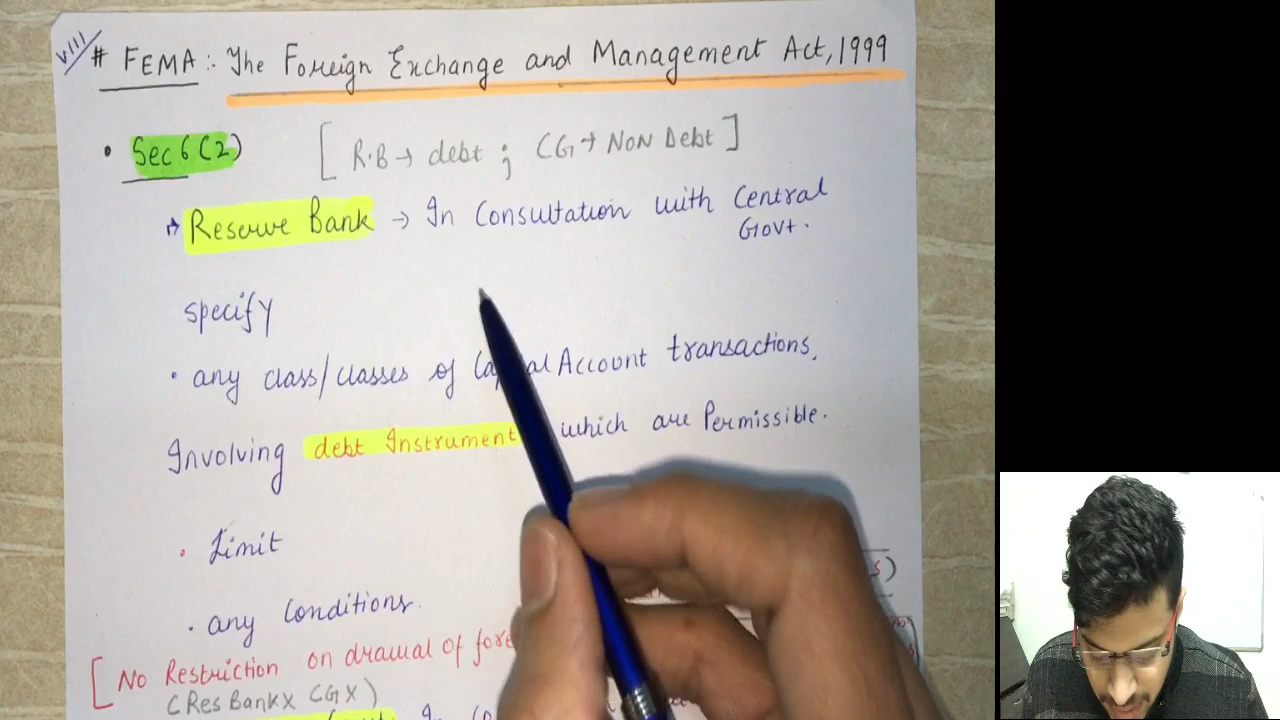 VIII
# FEMA :- The Foreign Exchange and Management Act, 1999
• Sec 6 (2) [ R.B → debt ; CG → NON Debt ]
→ Reserve Bank → In Consultation with Central
Govt.
specify
• any class/classes of Account transactions,
Involving debt Instrument which are Permissible.
• Limit
s)
• any conditions.
[ No Restriction on drawal of
(Res Bank X CG X)